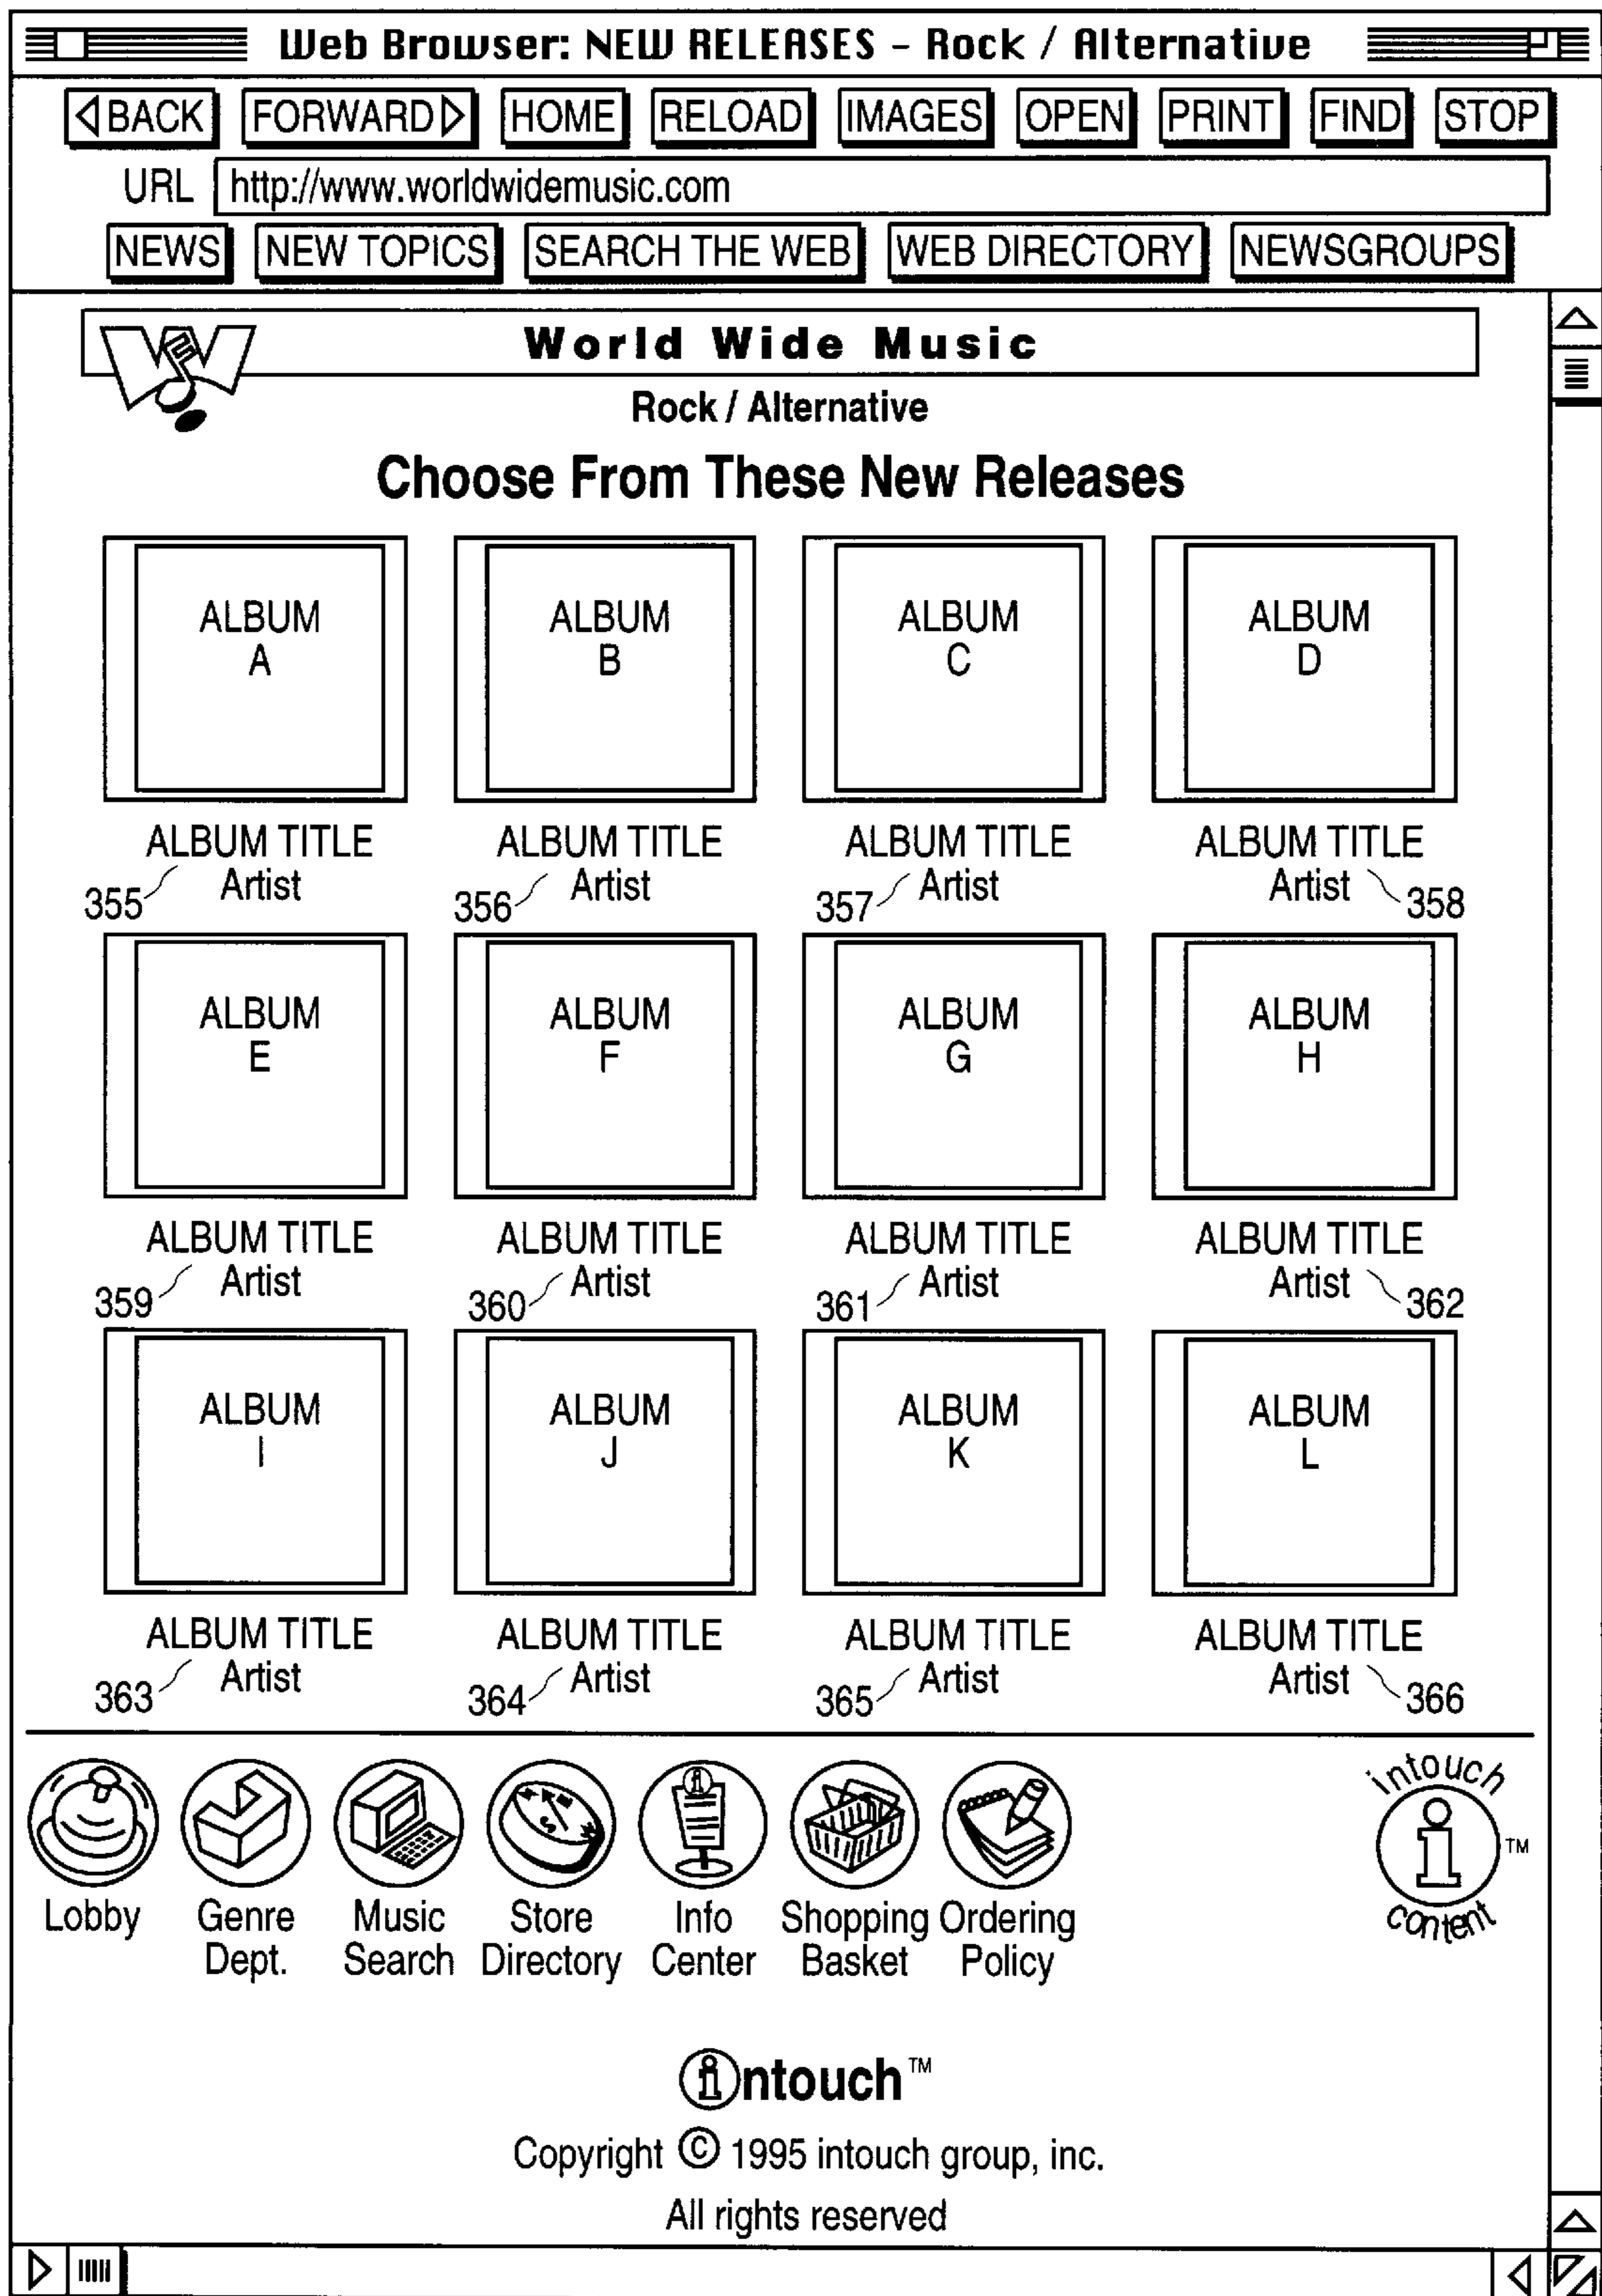 Web Browser: NEW RELEASES - Rock / Alternative
BACK FORWARD HOME RELOAD IMAGES OPEN PRINT FIND STOP
URL http://www.worldwidemusic.com
NEWS NEW TOPICS SEARCH THE WEB WEB DIRECTORY NEWSGROUPS
World Wide Music
Rock / Alternative
Choose From These New Releases
ALBUM ALBUM ALBUM ALBUM
A B C D
ALBUM TITLE ALBUM TITLE ALBUM TITLE ALBUM TITLE
Artist Artist Artist Artist
355 356 357 358
ALBUM ALBUM ALBUM ALBUM
E F G H
ALBUM TITLE ALBUM TITLE ALBUM TITLE ALBUM TITLE
Artist Artist Artist Artist
359 360 361 362
ALBUM ALBUM ALBUM ALBUM
I J K L
ALBUM TITLE ALBUM TITLE ALBUM TITLE ALBUM TITLE
Artist Artist Artist Artist
363 364 365 366
intouch
i TM
content
Lobby Genre Music Store Info Shopping Ordering
Dept. Search Directory Center Basket Policy
intouch™
Copyright © 1995 intouch group, inc.
All rights reserved